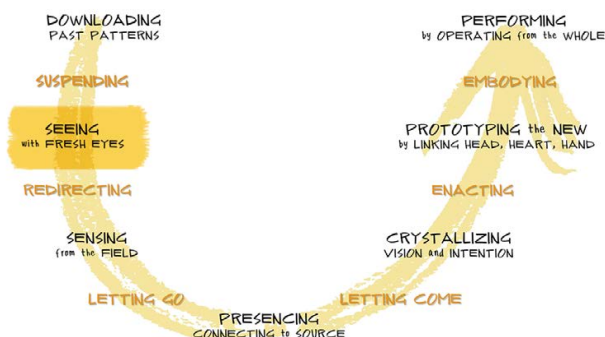 DOWNLOADING
PAST PATTERNS
SUSPENDING
SEEING
with FRESH EYES
REDIRECTING
SENSING
from the FIELD
LETTING GO
PRESENCING
CONNECTING to SOURCE
LETTING COME
CRYSTALLIZING
VISION and INTENTION
ENACTING
PROTOTYPING the NEW
by LINKING HEAD, HEART, HAND
EMBODYING
PERFORMING
by OPERATING from the WHOLE